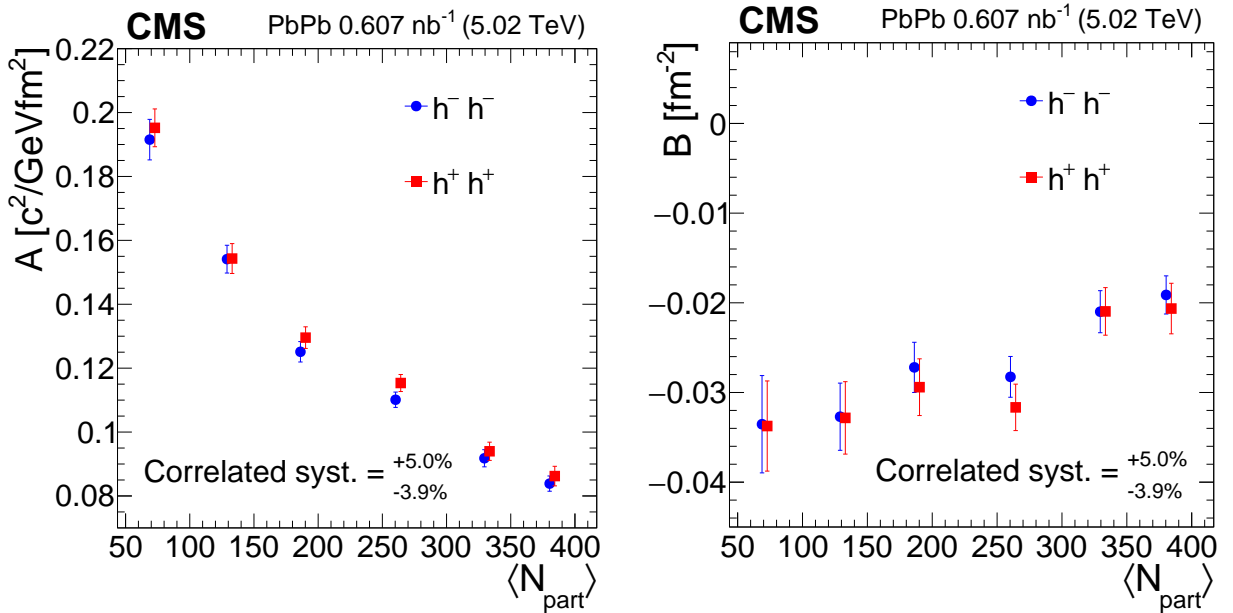 CMS PbPb 0.607 nb⁻¹ (5.02 TeV)
A [c²/GeVfm²]
0.22
0.2
0.18
0.16
0.14
0.12
0.1
0.08
h⁻ h⁻
h⁺ h⁺
Correlated syst. = +5.0% -3.9%
50 100 150 200 250 300 350 400
⟨N_part⟩
CMS PbPb 0.607 nb⁻¹ (5.02 TeV)
B [fm⁻²]
0
−0.01
−0.02
−0.03
−0.04
h⁻ h⁻
h⁺ h⁺
Correlated syst. = +5.0% -3.9%
50 100 150 200 250 300 350 400
⟨N_part⟩